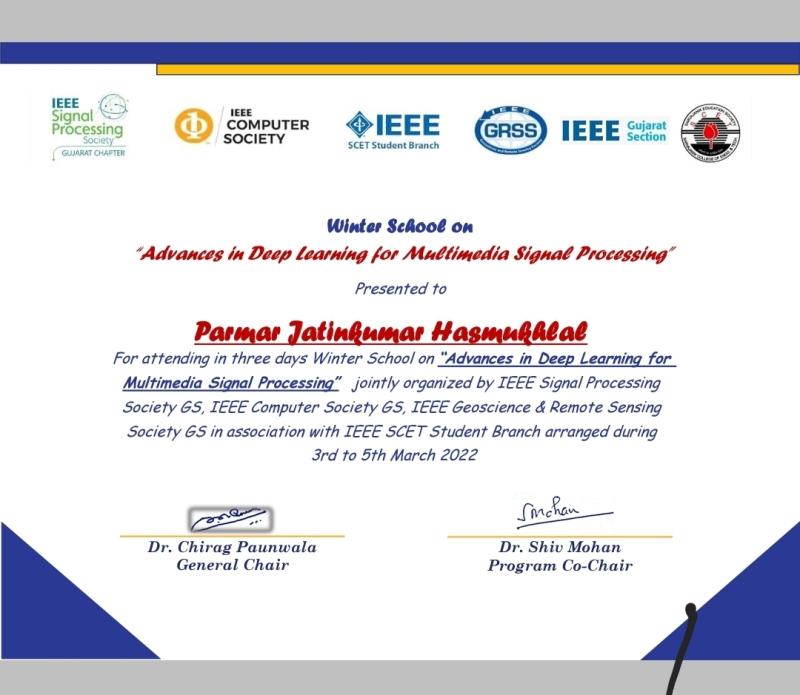 IEEE
Signal
Processing
Society
GUJARAT CHAPTER
IEEE
COMPUTER
SOCIETY
IEEE
SCET Student Branch
IEEE
GRSS
IEEE Gujarat
Section
Winter School on
“Advances in Deep Learning for Multimedia Signal Processing”
Presented to
Parmar Jatinkumar Hasmukhlal
For attending in three days Winter School on “Advances in Deep Learning for
Multimedia Signal Processing” jointly organized by IEEE Signal Processing
Society GS, IEEE Computer Society GS, IEEE Geoscience & Remote Sensing
Society GS in association with IEEE SCET Student Branch arranged during
3rd to 5th March 2022
SMohan
Dr. Chirag Paunwala
General Chair
Dr. Shiv Mohan
Program Co-Chair